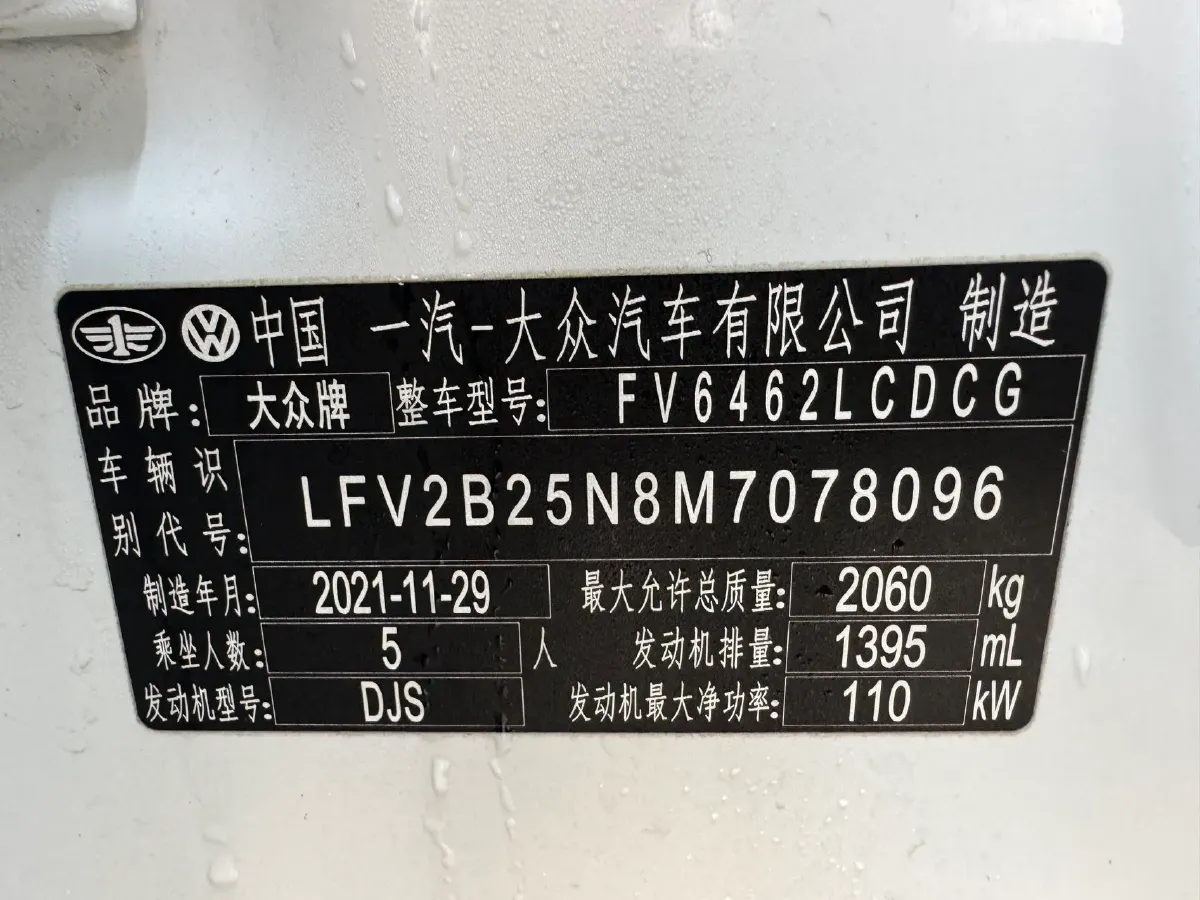 中国 一汽-大众汽车有限公司 制造
品牌: 大众牌 整车型号: FV6462LCDCG
车辆识
别代号: LFV2B25N8M7078096
制造年月: 2021-11-29 最大允许总质量: 2060 kg
乘坐人数: 5 人 发动机排量: 1395 mL
发动机型号: DJS 发动机最大净功率: 110 kW